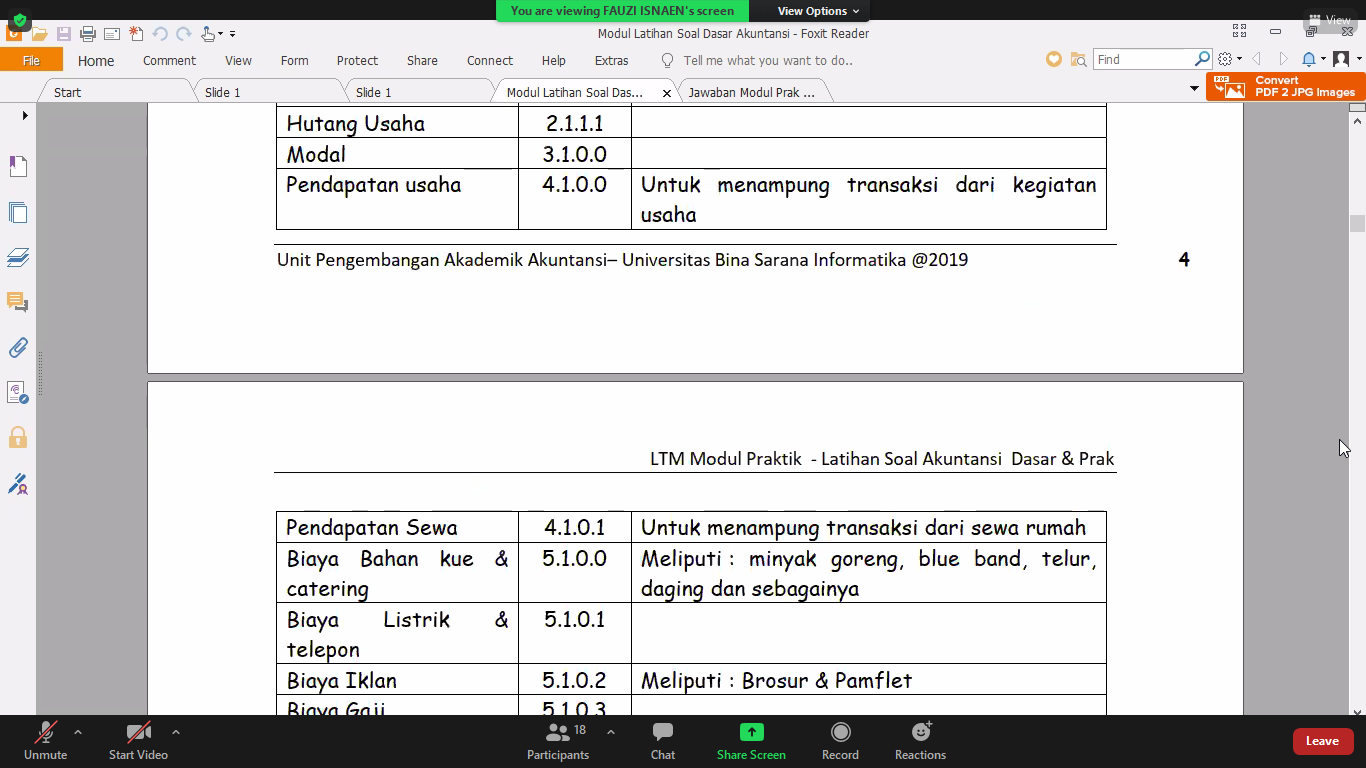 You are viewing FAUZI ISNAEN's screen
View Options
View
Modul Latihan Soal Dasar Akuntansi - Foxit Reader
File Home Comment View Form Protect Share Connect Help Extras Tell me what you want to do.. Find
Start Slide 1 Slide 1 Modul Latihan Soal Das... Jawaban Modul Prak ...
Convert
PDF 2 JPG Images
Hutang Usaha 2.1.1.1
Modal 3.1.0.0
Pendapatan usaha 4.1.0.0 Untuk menampung transaksi dari kegiatan
usaha
Unit Pengembangan Akademik Akuntansi– Universitas Bina Sarana Informatika @2019 4
LTM Modul Praktik - Latihan Soal Akuntansi Dasar & Prak
Pendapatan Sewa 4.1.0.1 Untuk menampung transaksi dari sewa rumah
Biaya Bahan kue & 5.1.0.0 Meliputi : minyak goreng, blue band, telur,
catering daging dan sebagainya
Biaya Listrik & 5.1.0.1
telepon
Biaya Iklan 5.1.0.2 Meliputi : Brosur & Pamflet
Biaya Gaji 5.1.0.3
Unmute Start Video Participants 18 Chat Share Screen Record Reactions Leave